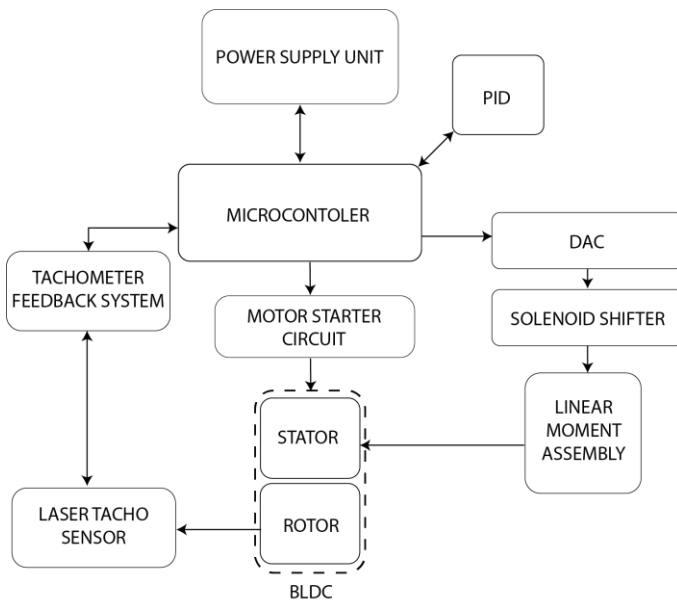 POWER SUPPLY UNIT
PID
MICROCONTOLER
DAC
TACHOMETER
FEEDBACK SYSTEM
MOTOR STARTER
CIRCUIT
SOLENOID SHIFTER
STATOR
LINEAR
MOMENT
ASSEMBLY
LASER TACHO
SENSOR
ROTOR
BLDC